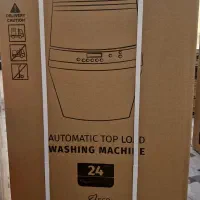 DELIVERY
CAUTION
AUTOMATIC TOP LOAD
WASHING MACHINE
24